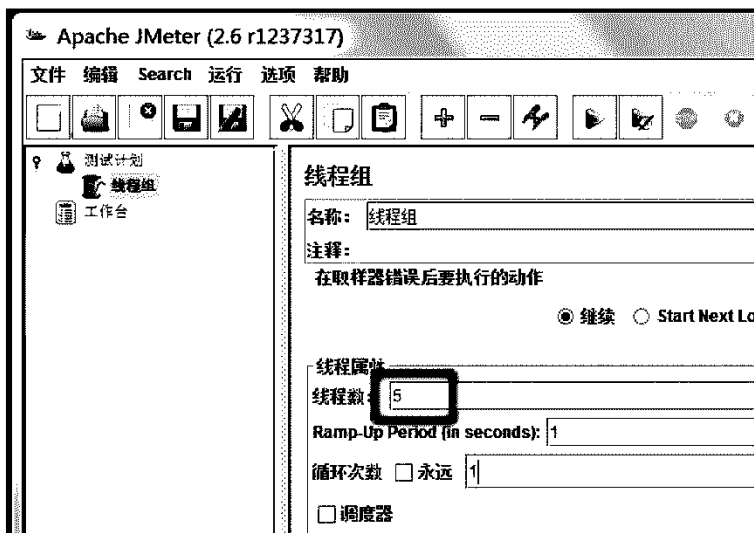 Apache JMeter (2.6 r1237317)
文件 编辑 Search 运行 选项 帮助
测试计划
线程组
工作台
线程组
名称： 线程组
注释：
在取样器错误后要执行的动作
继续 Start Next Lo
线程属性
线程数： 5
Ramp-Up Period (in seconds): 1
循环次数 永远 1
调度器